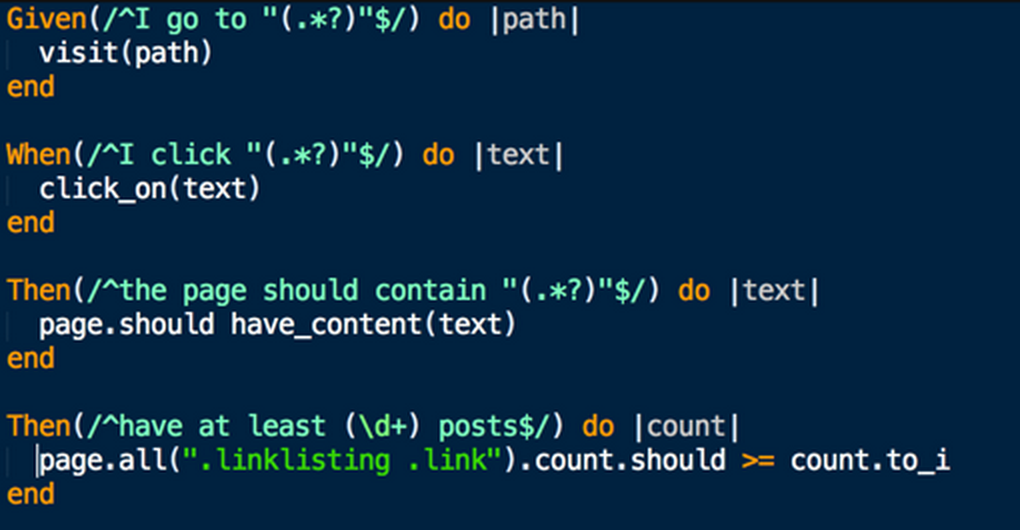 Given(/^I go to "(.*?)"$/) do |path|
  visit(path)
end

When(/^I click "(.*?)"$/) do |text|
  click_on(text)
end

Then(/^the page should contain "(.*?)"$/) do |text|
  page.should have_content(text)
end

Then(/^have at least (\d+) posts$/) do |count|
  page.all(".linklisting .link").count.should >= count.to_i
end